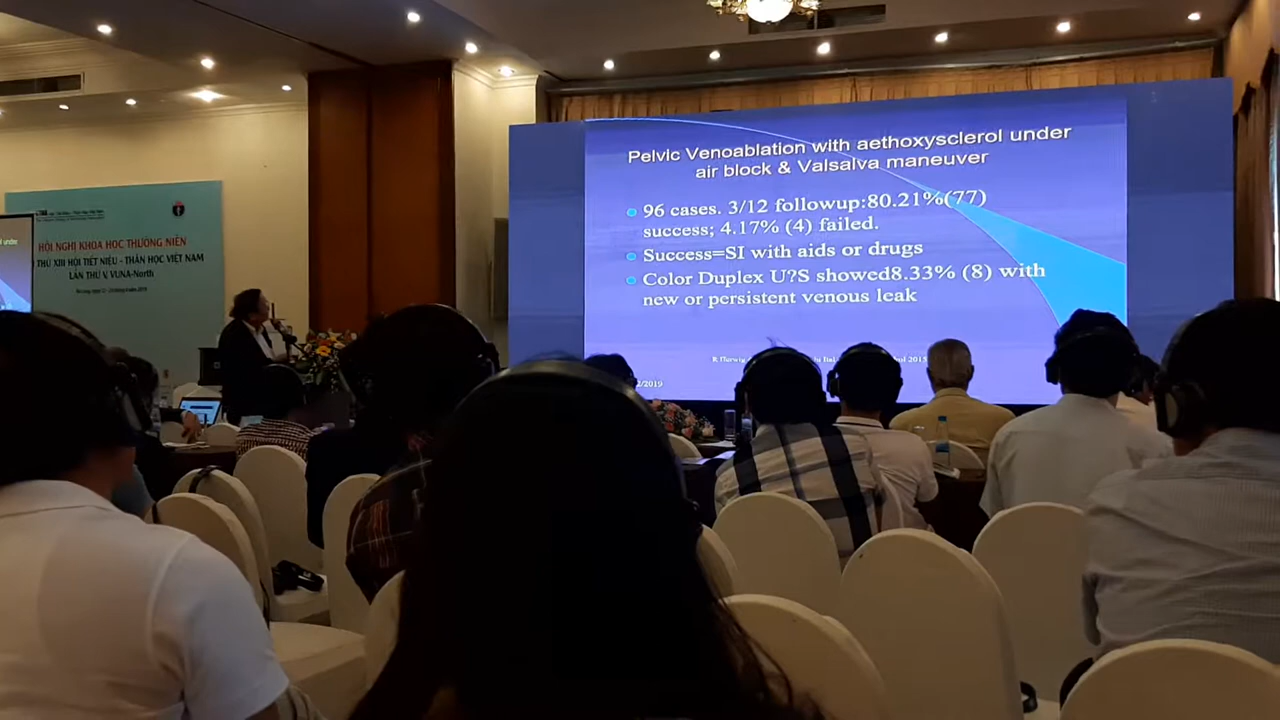 Pelvic Venoablation with aethoxysclerol under
air block & Valsalva maneuver
96 cases. 3/12 followup:80.21%(77)
success; 4.17% (4) failed.
Success=SI with aids or drugs
Color Duplex U?S showed8.33% (8) with
new or persistent venous leak
2/2019
HỘI NGHỊ KHOA HỌC THƯỜNG NIÊN
THỨ XIII HỘI TIẾT NIỆU - THẬN HỌC VIỆT NAM
LẦN THỨ V, VUNA-North